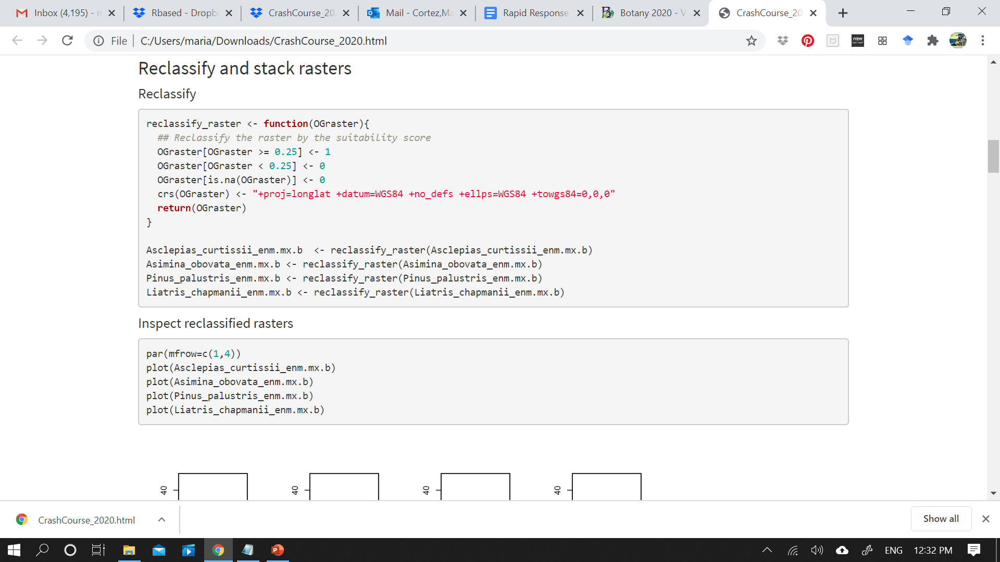 Inbox (4,195) - n
Rbased - Dropb
CrashCourse_20
Mail - Cortez,Ma
Rapid Response
Botany 2020 - V
CrashCourse_20
File
C:/Users/maria/Downloads/CrashCourse_2020.html
now
Reclassify and stack rasters
Reclassify
reclassify_raster <- function(OGraster){
  ## Reclassify the raster by the suitability score
  OGraster[OGraster >= 0.25] <- 1
  OGraster[OGraster < 0.25] <- 0
  OGraster[is.na(OGraster)] <- 0
  crs(OGraster) <- "+proj=longlat +datum=WGS84 +no_defs +ellps=WGS84 +towgs84=0,0,0"
  return(OGraster)
}
Asclepias_curtissii_enm.mx.b  <- reclassify_raster(Asclepias_curtissii_enm.mx.b)
Asimina_obovata_enm.mx.b <- reclassify_raster(Asimina_obovata_enm.mx.b)
Pinus_palustris_enm.mx.b <- reclassify_raster(Pinus_palustris_enm.mx.b)
Liatris_chapmanii_enm.mx.b <- reclassify_raster(Liatris_chapmanii_enm.mx.b)
Inspect reclassified rasters
par(mfrow=c(1,4))
plot(Asclepias_curtissii_enm.mx.b)
plot(Asimina_obovata_enm.mx.b)
plot(Pinus_palustris_enm.mx.b)
plot(Liatris_chapmanii_enm.mx.b)
40
40
40
40
CrashCourse_2020.html
Show all
ENG
12:32 PM